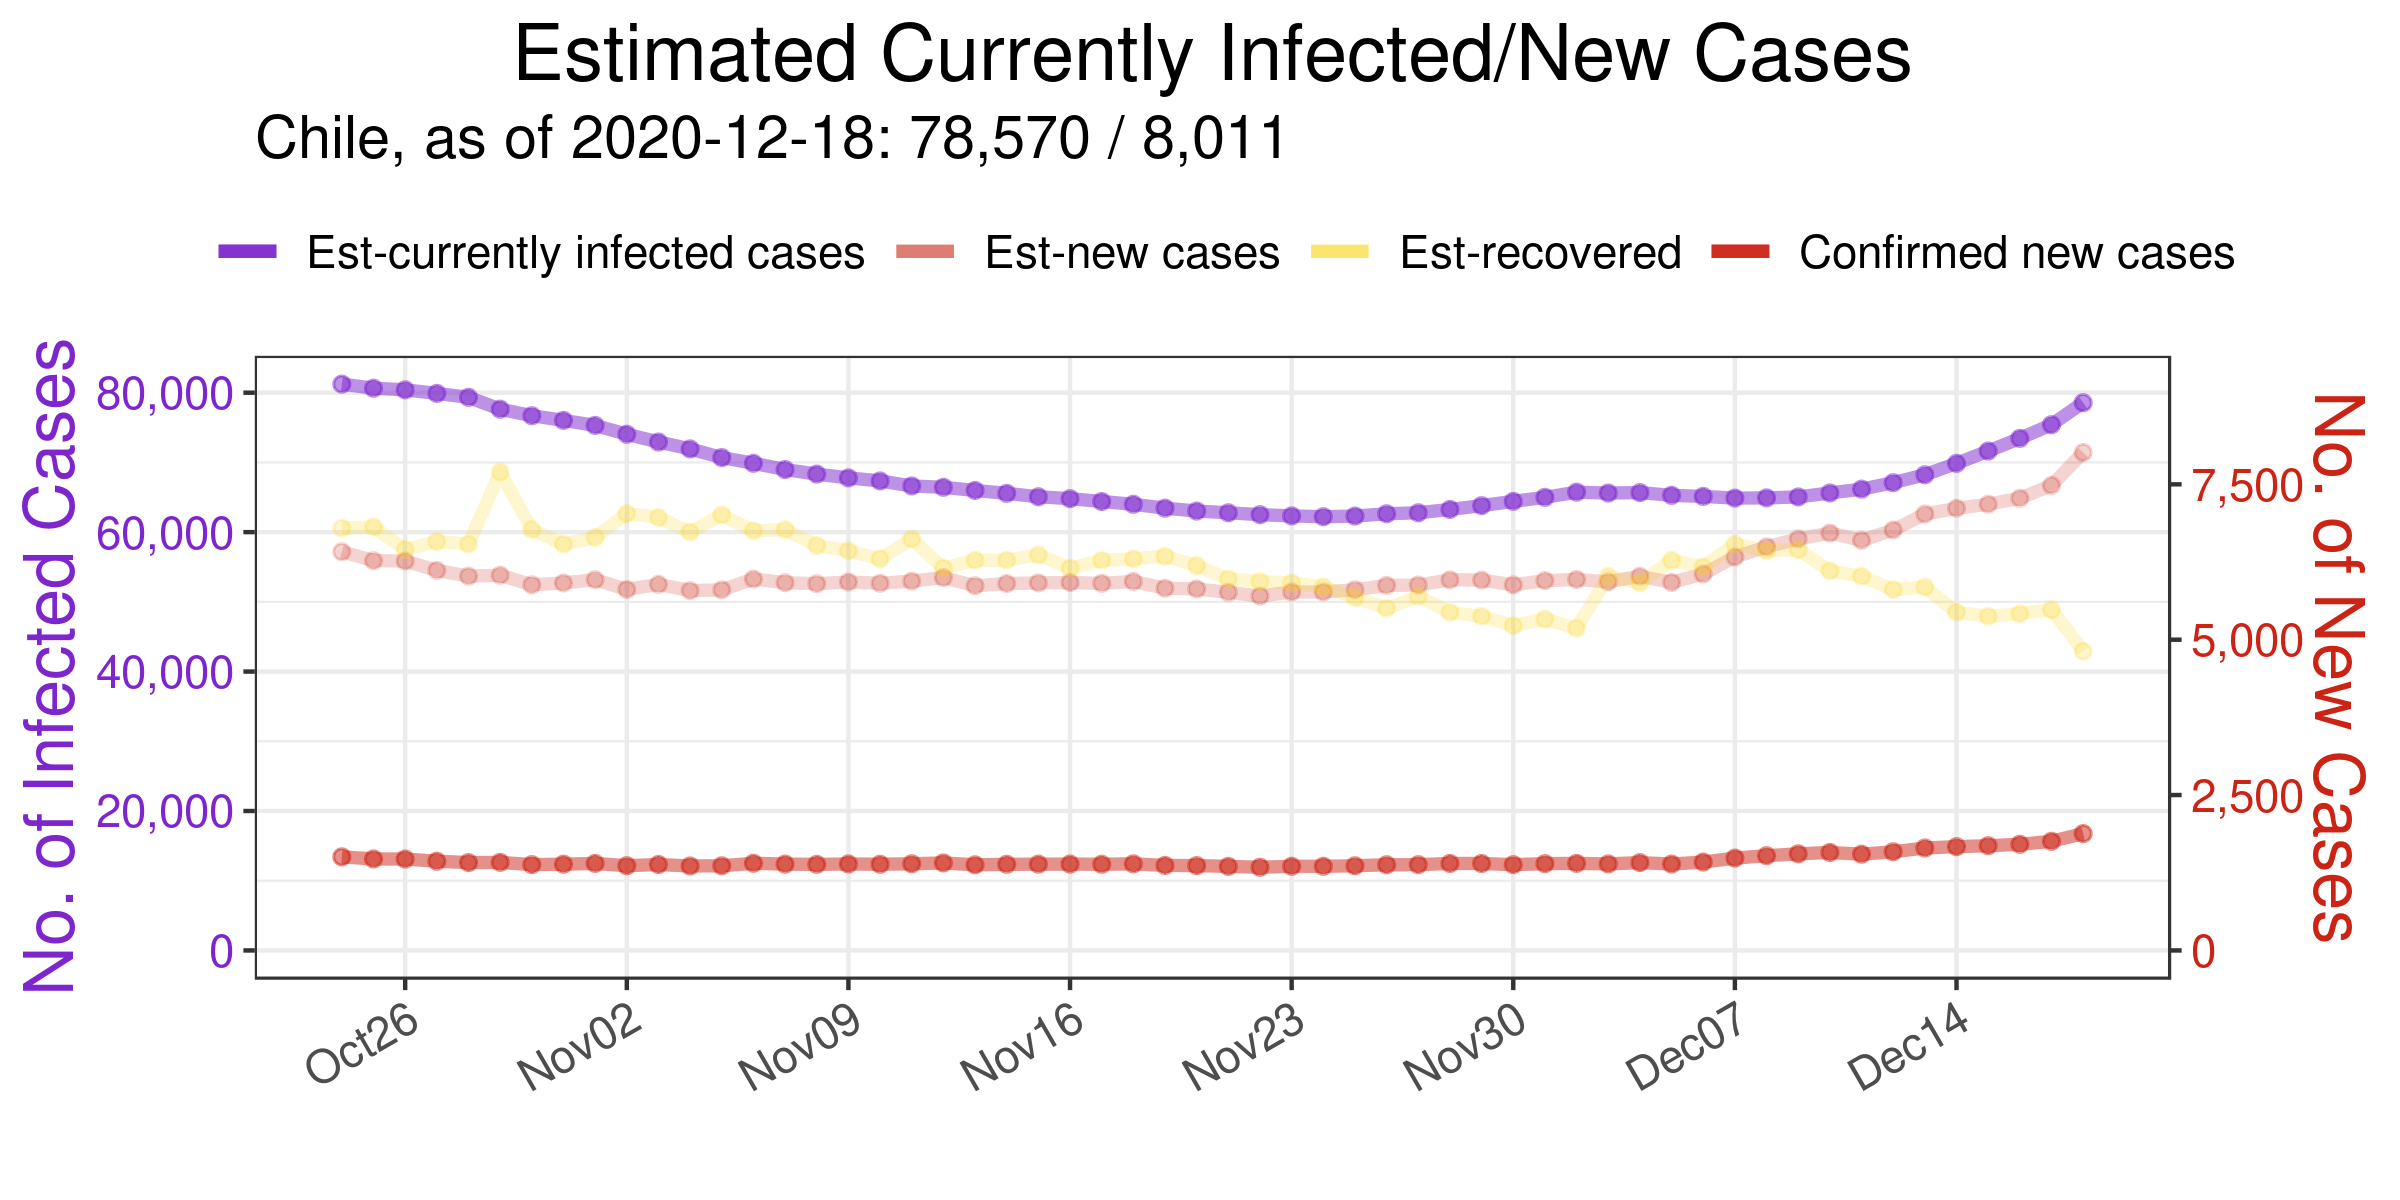 Estimated Currently Infected/New Cases
Chile, as of 2020-12-18: 78,570 / 8,011
Est-currently infected cases Est-new cases Est-recovered Confirmed new cases
No. of Infected Cases
80,000
60,000
40,000
20,000
0
No. of New Cases
7,500
5,000
2,500
0
Oct26 Nov02 Nov09 Nov16 Nov23 Nov30 Dec07 Dec14